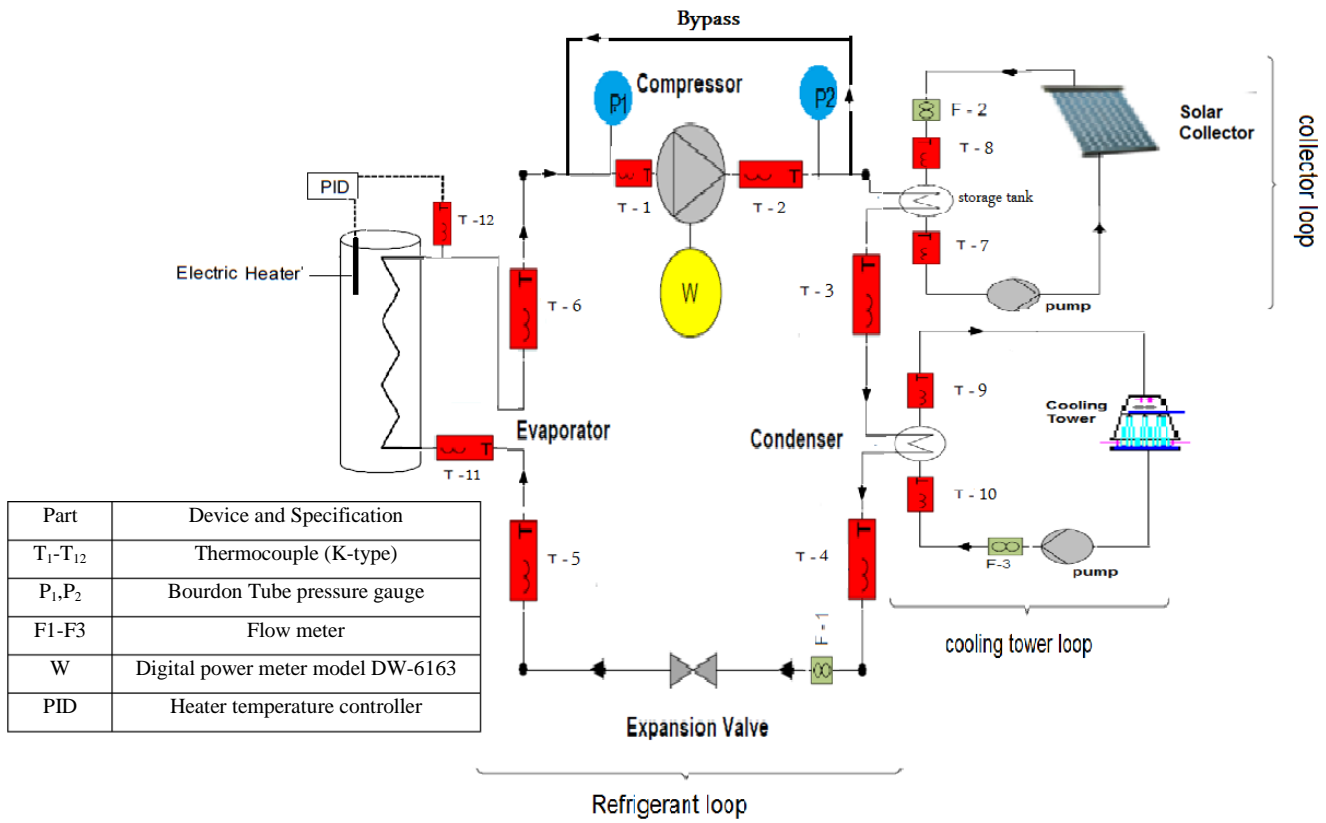 Bypass
Compressor
P1
P2
F - 2
Solar
Collector
T - 8
PID
T - 12
T
T - 1
T
T - 2
storage tank
T - 7
Electric Heater'
T - 6
W
T - 3
pump
collector loop
T - 9
Cooling
Tower
Evaporator
Condenser
T
T - 11
T - 10
T - 5
T - 4
F-3
pump
F - 1
cooling tower loop
Expansion Valve
Refrigerant loop
Part Device and Specification
T1-T12 Thermocouple (K-type)
P1,P2 Bourdon Tube pressure gauge
F1-F3 Flow meter
W Digital power meter model DW-6163
PID Heater temperature controller